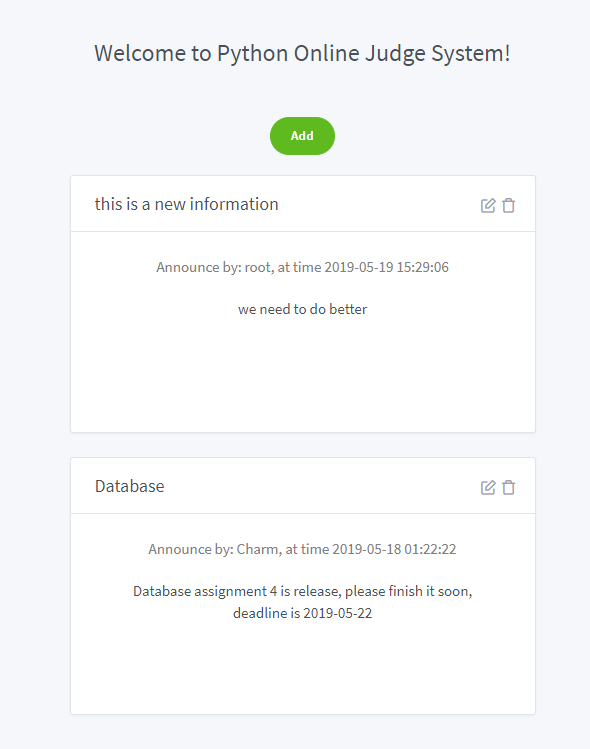 Welcome to Python Online Judge System!
Add
this is a new information
Announce by: root, at time 2019-05-19 15:29:06
we need to do better
Database
Announce by: Charm, at time 2019-05-18 01:22:22
Database assignment 4 is release, please finish it soon,
deadline is 2019-05-22